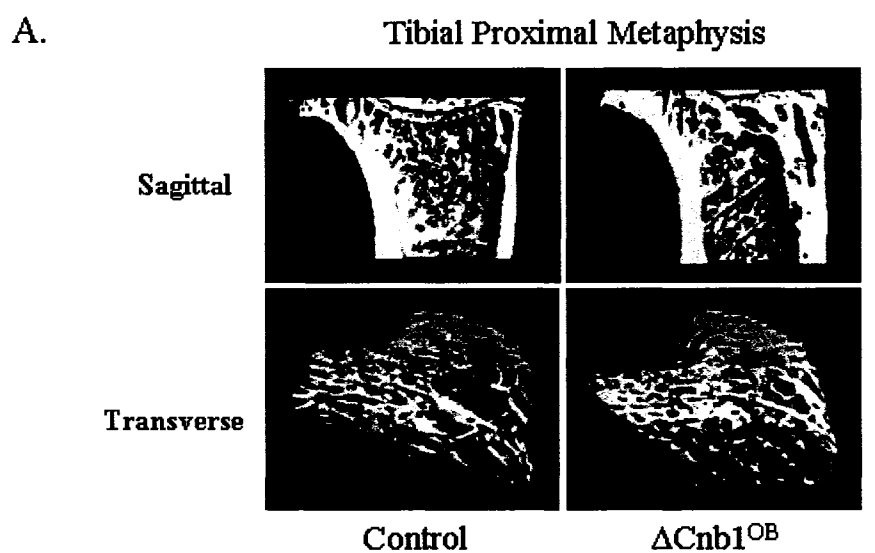 A.
Tibial Proximal Metaphysis
Sagittal
Transverse
Control
ΔCnb1ᴼᴮ